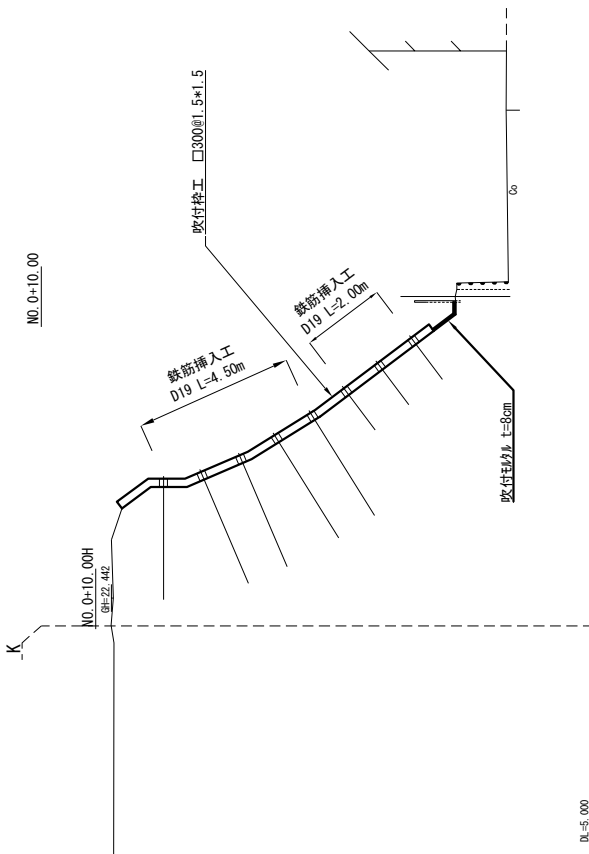 NO.0+10.00
吹付枠工 □300@1.5*1.5
鉄筋挿入工
D19 L=4.50m
鉄筋挿入工
D19 L=2.00m
吹付ﾓﾙﾀﾙ t=8cm
Co
K
NO.0+10.00H
GH=22.442
DL=5.000